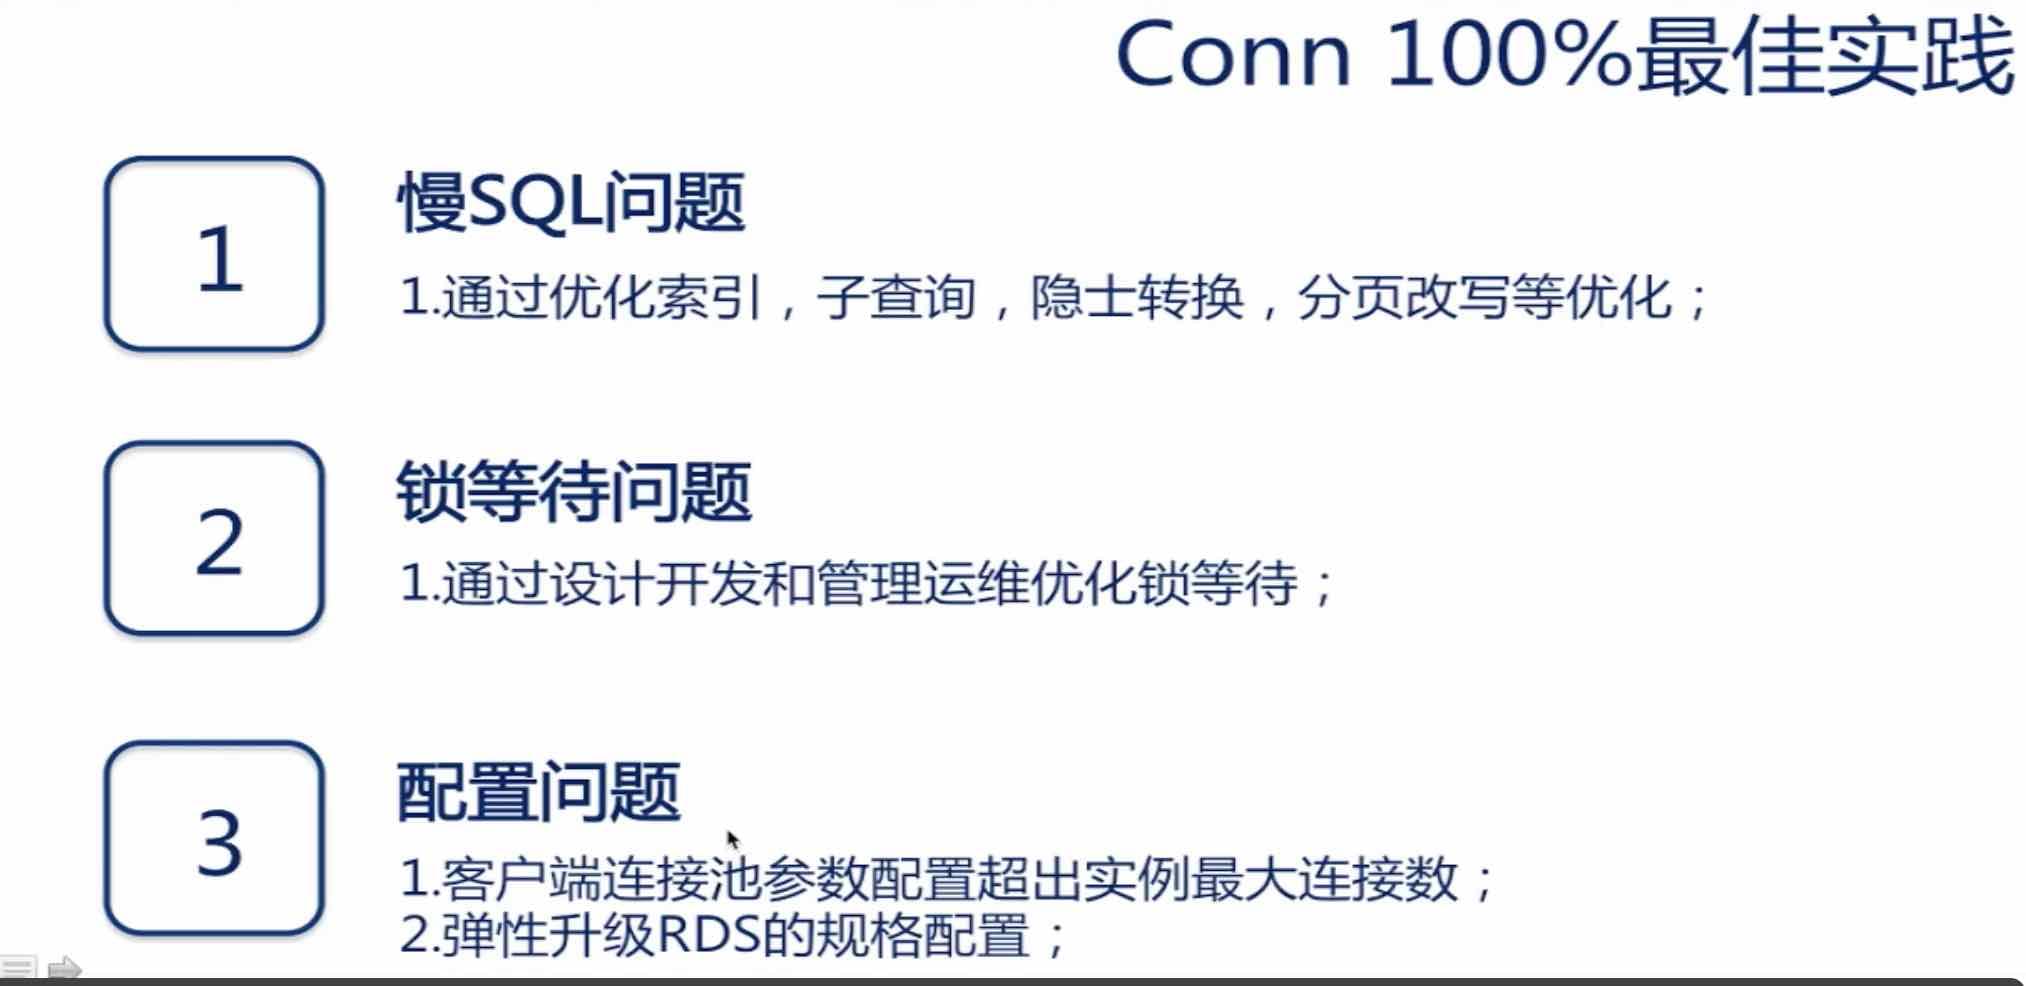 Conn 100%最佳实践
1
慢SQL问题
1.通过优化索引，子查询，隐士转换，分页改写等优化；
2
锁等待问题
1.通过设计开发和管理运维优化锁等待；
3
配置问题
1.客户端连接池参数配置超出实例最大连接数；
2.弹性升级RDS的规格配置；